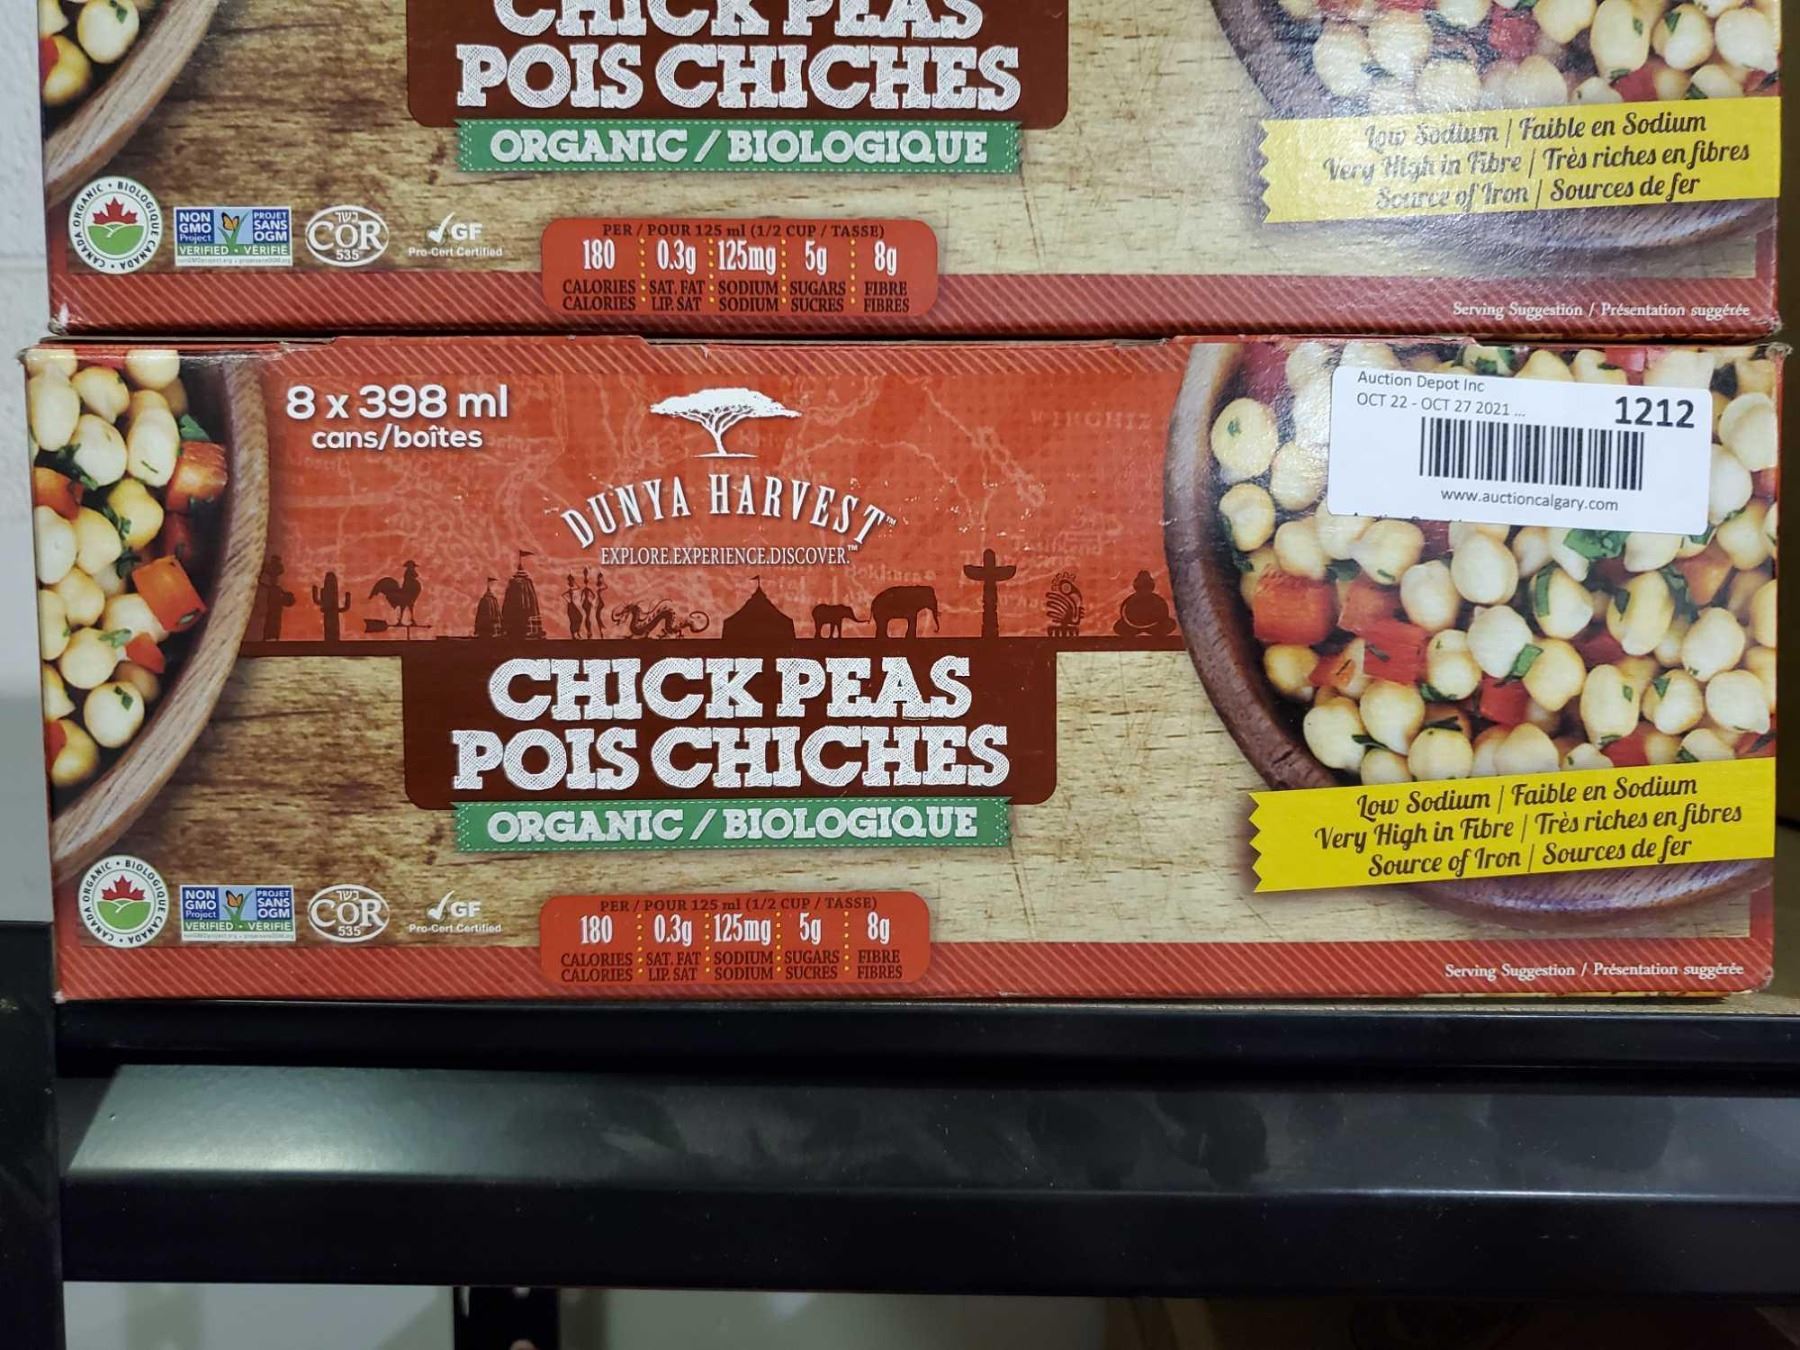 CHICK PEAS
POIS CHICHES
ORGANIC / BIOLOGIQUE
Low Sodium | Faible en Sodium
Very High in Fibre | Très riches en fibres
Source of Iron | Sources de fer
CANADA ORGANIC • BIOLOGIQUE CANADA •
NON GMO Project PROJET SANS OGM
VERIFIED • VÉRIFIÉ
כשר
COR
535
GF
Pro-Cert Certified
PER / POUR 125 ml (1/2 CUP / TASSE)
180 0.3g 125mg 5g 8g
CALORIES SAT. FAT SODIUM SUGARS FIBRE
CALORIES LIP. SAT SODIUM SUCRES FIBRES
Serving Suggestion / Présentation suggérée
8 x 398 ml
cans/boîtes
DUNYA HARVEST™
EXPLORE.EXPERIENCE.DISCOVER.™
Auction Depot Inc
OCT 22 - OCT 27 2021 ...
1212
www.auctioncalgary.com
CHICK PEAS
POIS CHICHES
ORGANIC / BIOLOGIQUE
Low Sodium | Faible en Sodium
Very High in Fibre | Très riches en fibres
Source of Iron | Sources de fer
CANADA ORGANIC • BIOLOGIQUE CANADA •
NON GMO Project PROJET SANS OGM
VERIFIED • VÉRIFIÉ
כשר
COR
535
GF
Pro-Cert Certified
PER / POUR 125 ml (1/2 CUP / TASSE)
180 0.3g 125mg 5g 8g
CALORIES SAT. FAT SODIUM SUGARS FIBRE
CALORIES LIP. SAT SODIUM SUCRES FIBRES
Serving Suggestion / Présentation suggérée